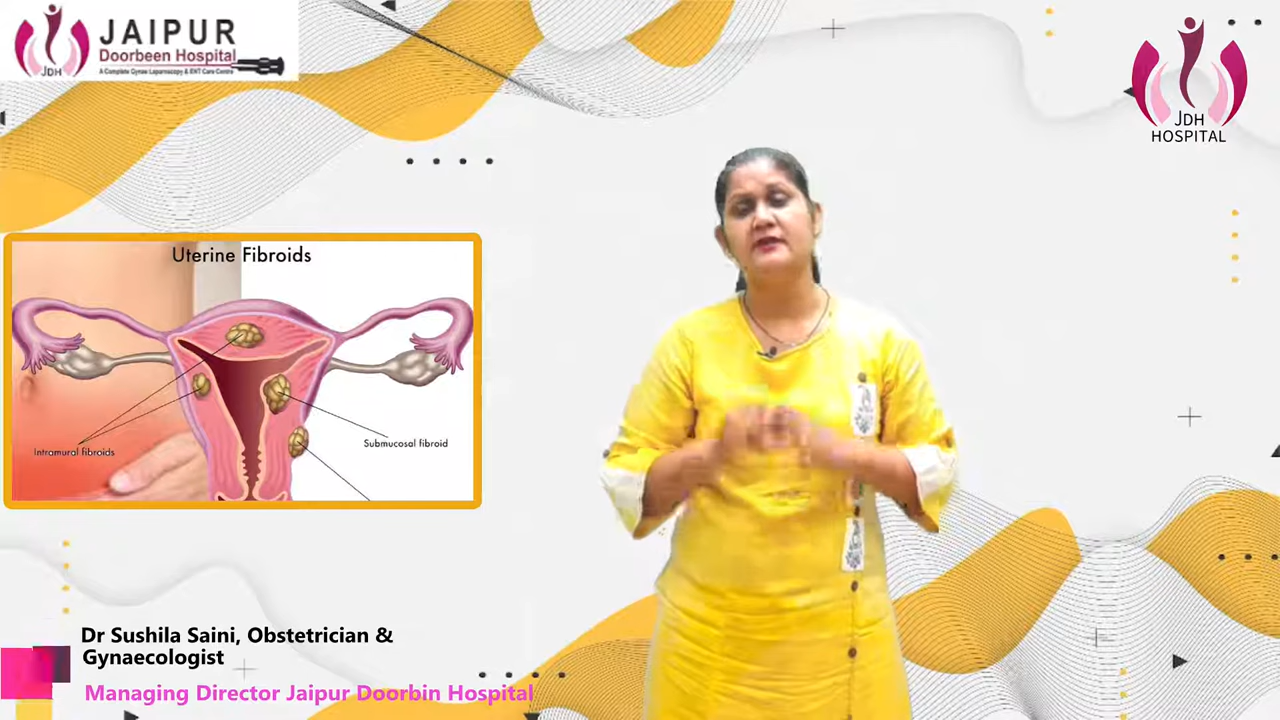 JAIPUR
Doorbeen Hospital
A Complete Gynae Laparoscopy & ENT Care Centre
JDH
JDH
HOSPITAL
Uterine Fibroids
Intramural fibroids
Submucosal fibroid
Dr Sushila Saini, Obstetrician &
Gynaecologist
Managing Director Jaipur Doorbin Hospital